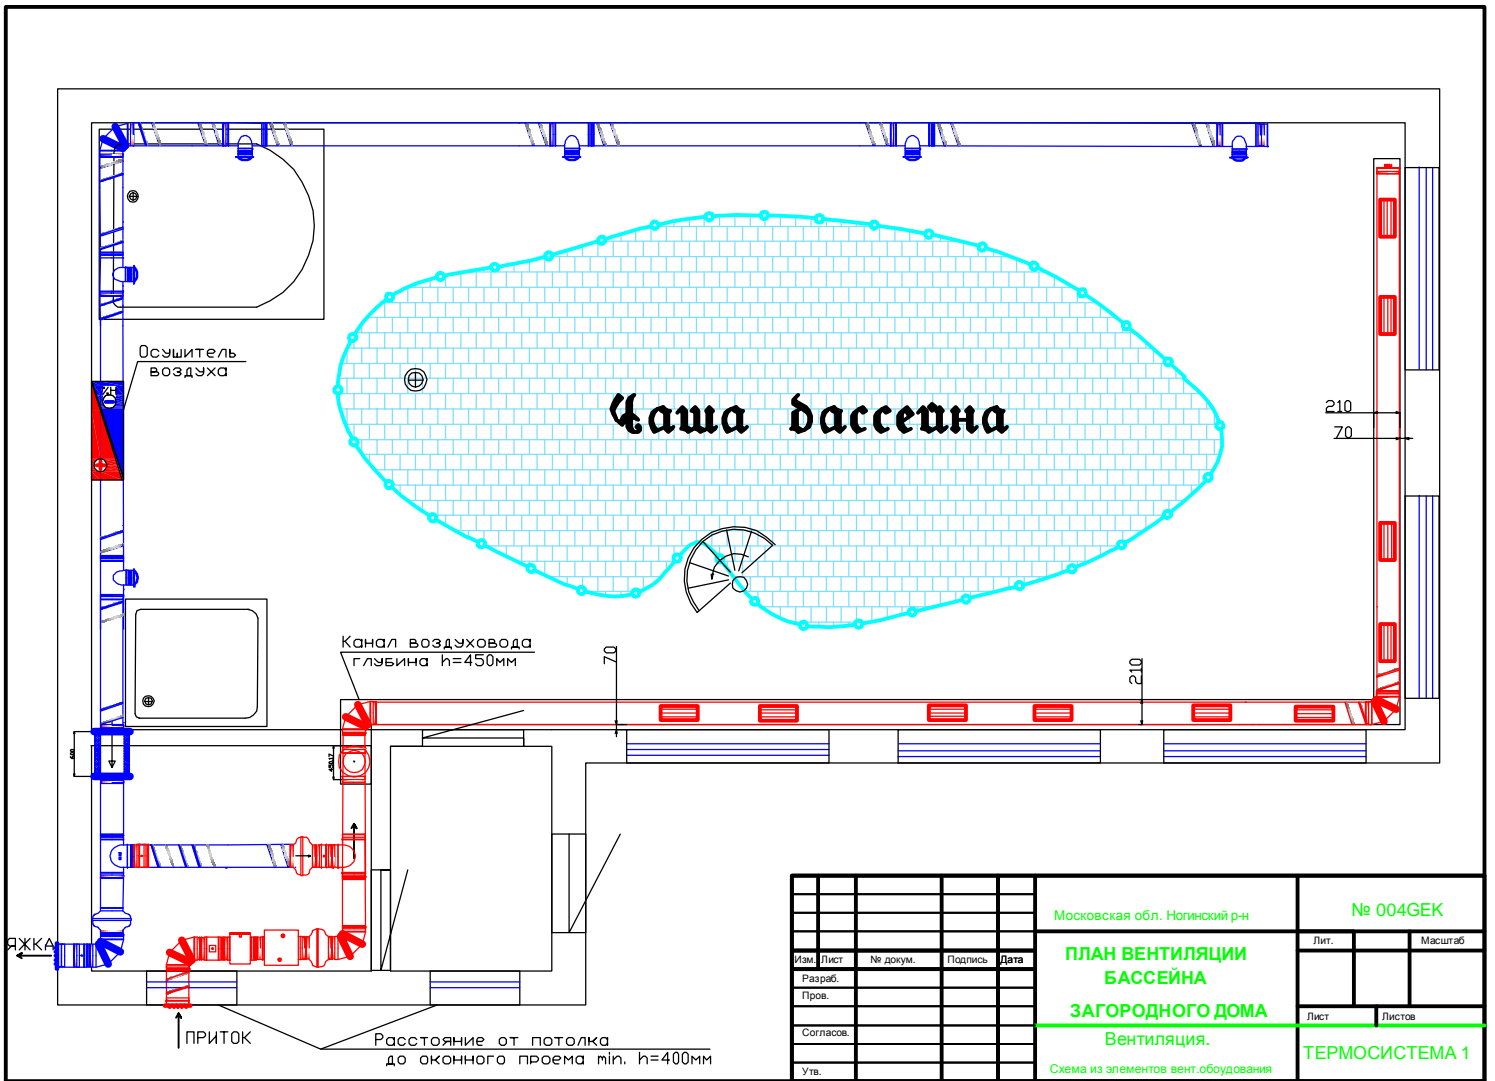 Осушитель
воздуха
Чаша бассейна
210
70
Канал воздуховода
глубина h=450мм
70
210
600
ЯЖКА
ПРИТОК
Расстояние от потолка
до оконного проема min. h=400мм
Московская обл. Ногинский р-н
№ 004GEK
Изм. Лист № докум. Подпись Дата
ПЛАН ВЕНТИЛЯЦИИ
БАССЕЙНА
ЗАГОРОДНОГО ДОМА
Лит. Масштаб
Разраб.
Пров.
Лист Листов
Согласов.
Вентиляция.
ТЕРМОСИСТЕМА 1
Схема из элементов вент.обоудования
Утв.